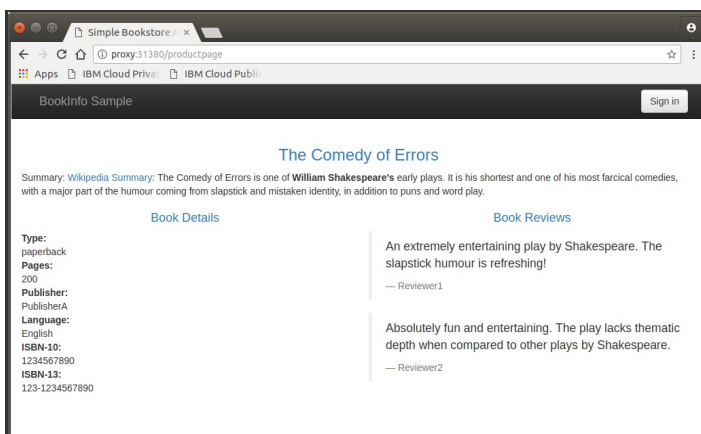 Simple Bookstore A
proxy:31380/productpage
Apps IBM Cloud Privat IBM Cloud Publi
BookInfo Sample
Sign in
The Comedy of Errors
Summary: Wikipedia Summary: The Comedy of Errors is one of William Shakespeare's early plays. It is his shortest and one of his most farcical comedies,
with a major part of the humour coming from slapstick and mistaken identity, in addition to puns and word play.
Book Details
Type:
paperback
Pages:
200
Publisher:
PublisherA
Language:
English
ISBN-10:
1234567890
ISBN-13:
123-1234567890
Book Reviews
An extremely entertaining play by Shakespeare. The
slapstick humour is refreshing!
— Reviewer1
Absolutely fun and entertaining. The play lacks thematic
depth when compared to other plays by Shakespeare.
— Reviewer2